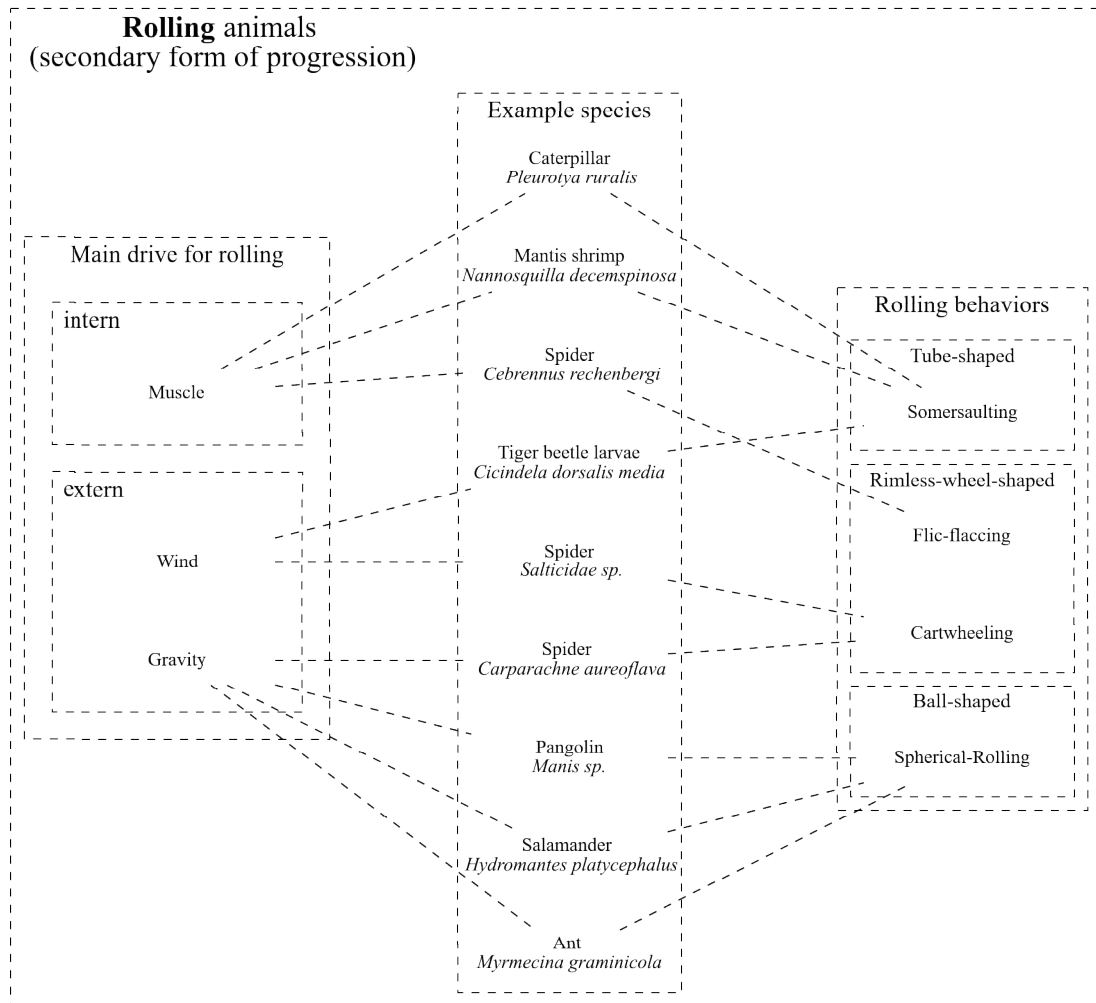 Rolling animals
(secondary form of progression)
Main drive for rolling
intern
Muscle
extern
Wind
Gravity
Example species
Caterpillar
Pleurotya ruralis
Mantis shrimp
Nannosquilla decemspinosa
Spider
Cebrennus rechenbergi
Tiger beetle larvae
Cicindela dorsalis media
Spider
Salticidae sp.
Spider
Carparachne aureoflava
Pangolin
Manis sp.
Salamander
Hydromantes platycephalus
Ant
Myrmecina graminicola
Rolling behaviors
Tube-shaped
Somersaulting
Rimless-wheel-shaped
Flic-flaccing
Cartwheeling
Ball-shaped
Spherical-Rolling